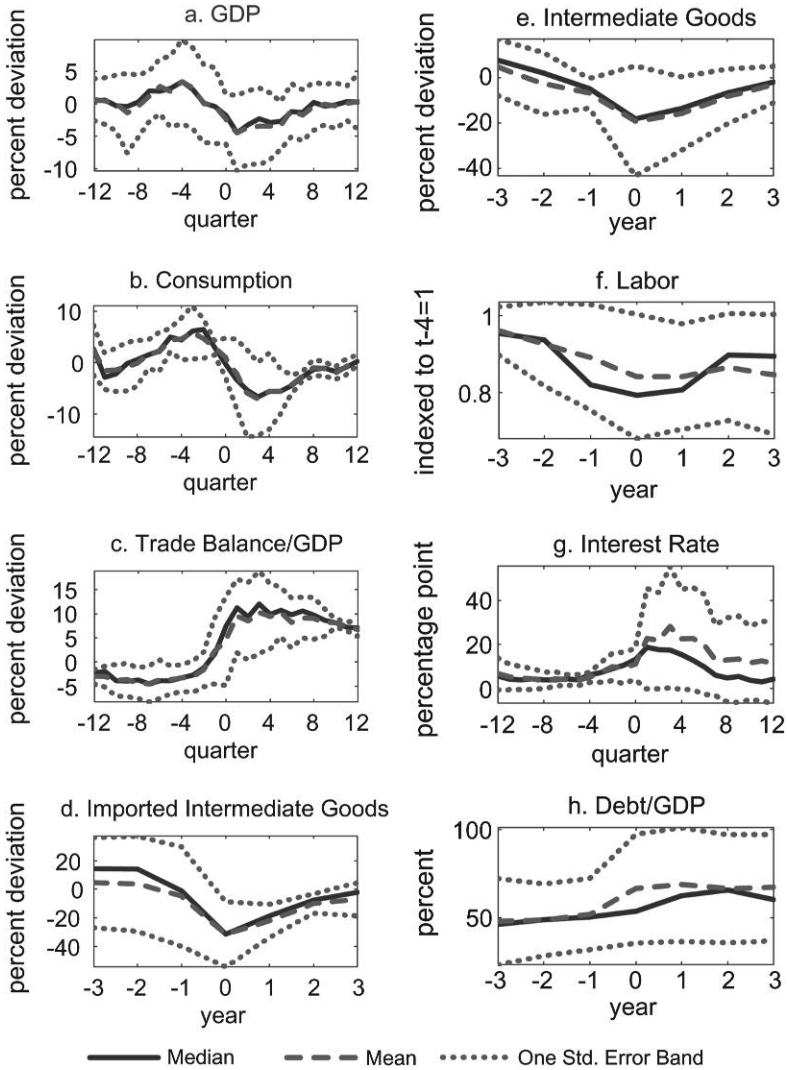 a. GDP
percent deviation
5
0
-5
-10
-12 -8 -4 0 4 8 12
quarter
e. Intermediate Goods
percent deviation
0
-20
-40
-3 -2 -1 0 1 2 3
year
b. Consumption
percent deviation
10
0
-10
-12 -8 -4 0 4 8 12
quarter
f. Labor
indexed to t-4=1
1
0.8
-3 -2 -1 0 1 2 3
year
c. Trade Balance/GDP
percent deviation
15
10
5
0
-5
-12 -8 -4 0 4 8 12
quarter
g. Interest Rate
percentage point
40
20
0
-12 -8 -4 0 4 8 12
quarter
d. Imported Intermediate Goods
percent deviation
20
0
-20
-40
-3 -2 -1 0 1 2 3
year
h. Debt/GDP
percent
100
50
-3 -2 -1 0 1 2 3
year
Median Mean One Std. Error Band